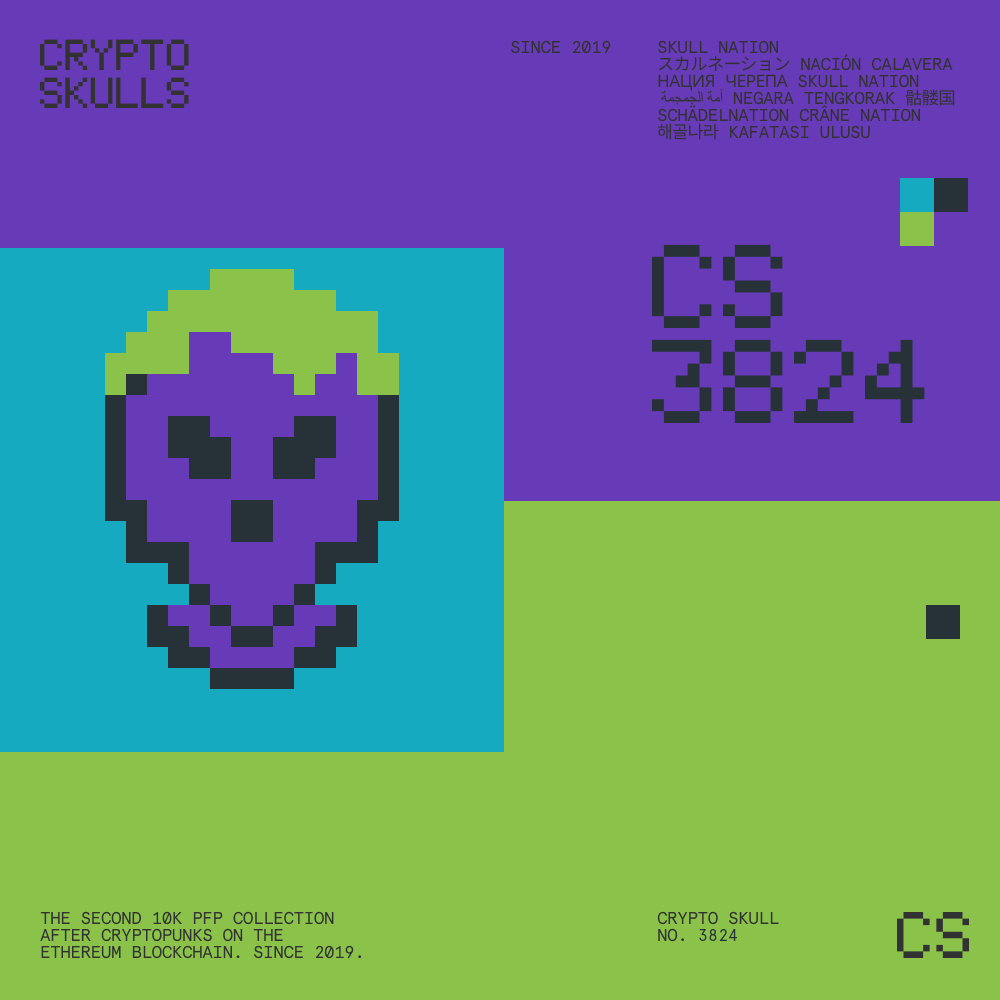 CRYPTO
SKULLS
SINCE 2019
SKULL NATION
スカルネーション NACIÓN CALAVERA
НАЦИЯ ЧЕРЕПА SKULL NATION
أمة الجمجمة NEGARA TENGKORAK 骷髅国
SCHÄDELNATION CRÂNE NATION
해골나라 KAFATASI ULUSU
CS
3824
THE SECOND 10K PFP COLLECTION
AFTER CRYPTOPUNKS ON THE
ETHEREUM BLOCKCHAIN. SINCE 2019.
CRYPTO SKULL
NO. 3824
CS